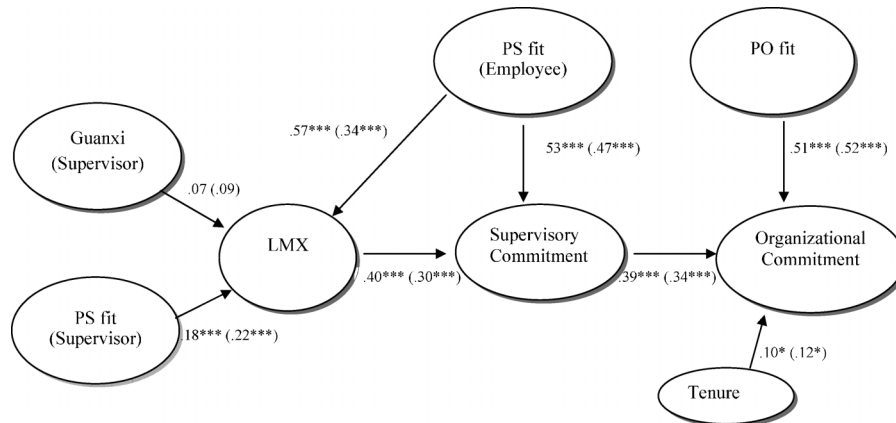 PS fit
(Employee)
PO fit
Guanxi
(Supervisor)
.57*** (.34***)
53*** (.47***)
.51*** (.52***)
.07 (.09)
LMX
Supervisory
Commitment
Organizational
Commitment
.40*** (.30***)
.39*** (.34***)
PS fit
(Supervisor)
.18*** (.22***)
.10* (.12*)
Tenure